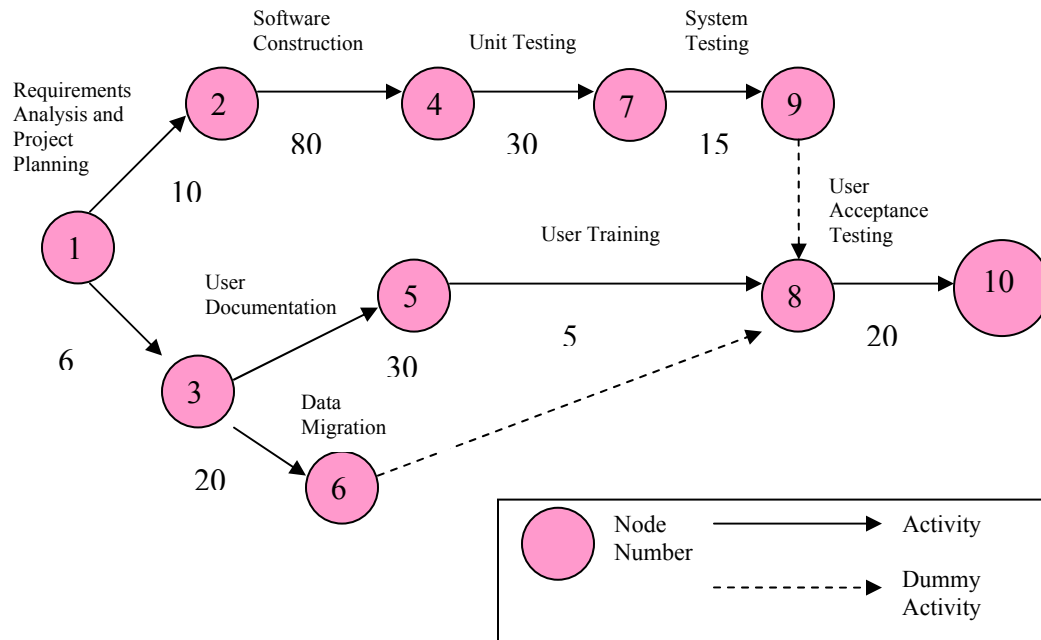 Software
Construction
Unit Testing
System
Testing
Requirements
Analysis and
Project
Planning
2
4
7
9
80
30
15
10
1
User Training
User
Acceptance
Testing
User
Documentation
5
8
10
6
5
20
30
3
Data
Migration
20
6
Node
Number
Activity
Dummy
Activity